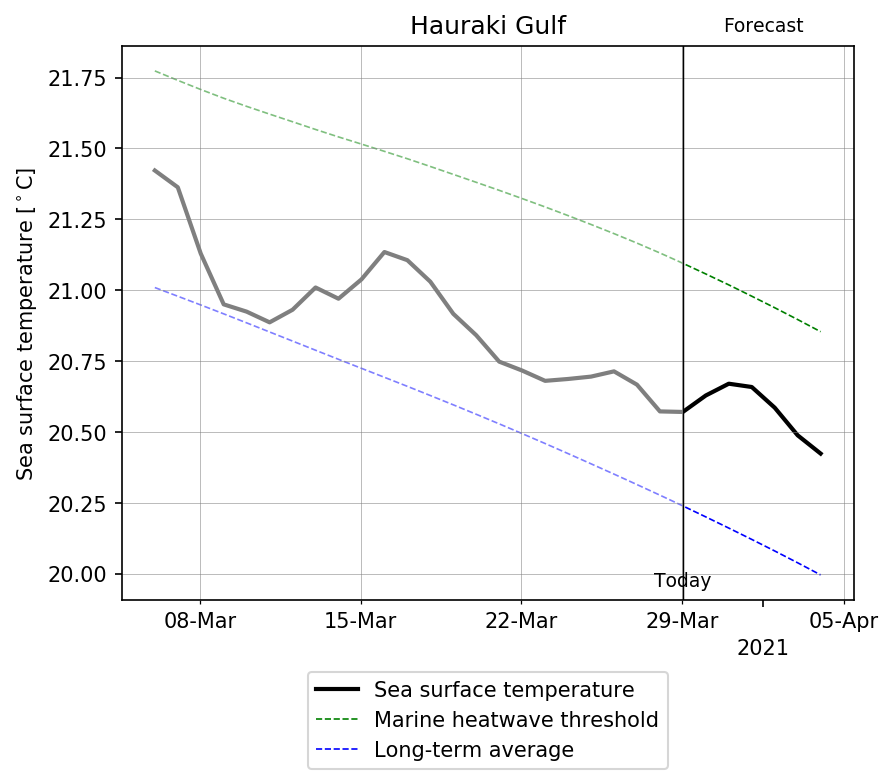 Hauraki Gulf
Forecast
Sea surface temperature [°C]
21.75
21.50
21.25
21.00
20.75
20.50
20.25
20.00
Today
08-Mar 15-Mar 22-Mar 29-Mar 05-Apr
2021
Sea surface temperature
Marine heatwave threshold
Long-term average